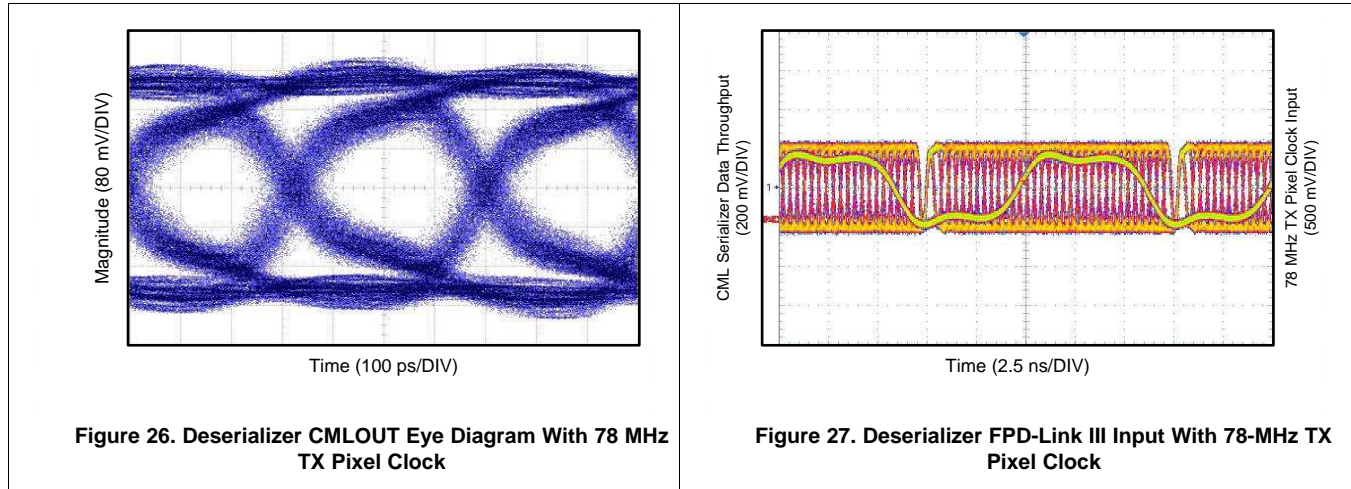 Magnitude (80 mV/DIV)
Time (100 ps/DIV)
Figure 26. Deserializer CMLOUT Eye Diagram With 78 MHz
TX Pixel Clock
CML Serializer Data Throughput
(200 mV/DIV)
78 MHz TX Pixel Clock Input
(500 mV/DIV)
1
Time (2.5 ns/DIV)
Figure 27. Deserializer FPD-Link III Input With 78-MHz TX
Pixel Clock